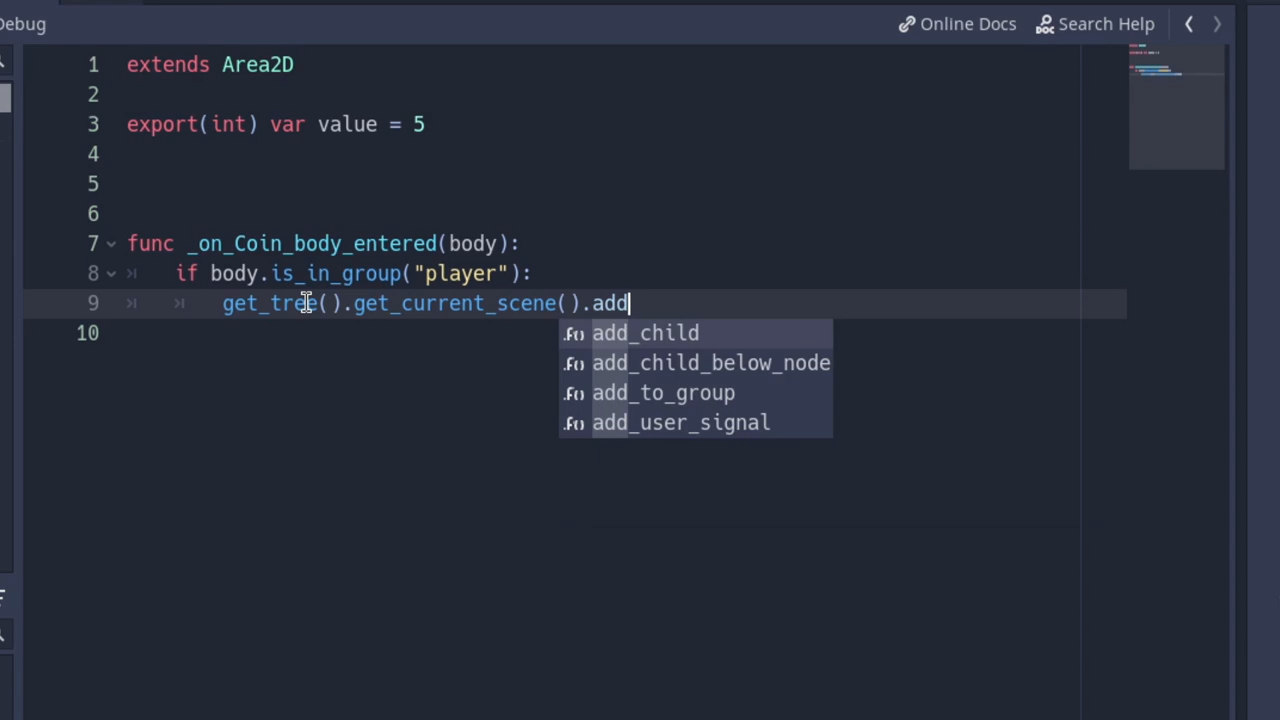 Debug
Online Docs
Search Help
1 extends Area2D
2
3 export(int) var value = 5
4
5
6
7 func _on_Coin_body_entered(body):
8 if body.is_in_group("player"):
9 get_tree().get_current_scene().add
10
.F() add_child
.F() add_child_below_node
.F() add_to_group
.F() add_user_signal